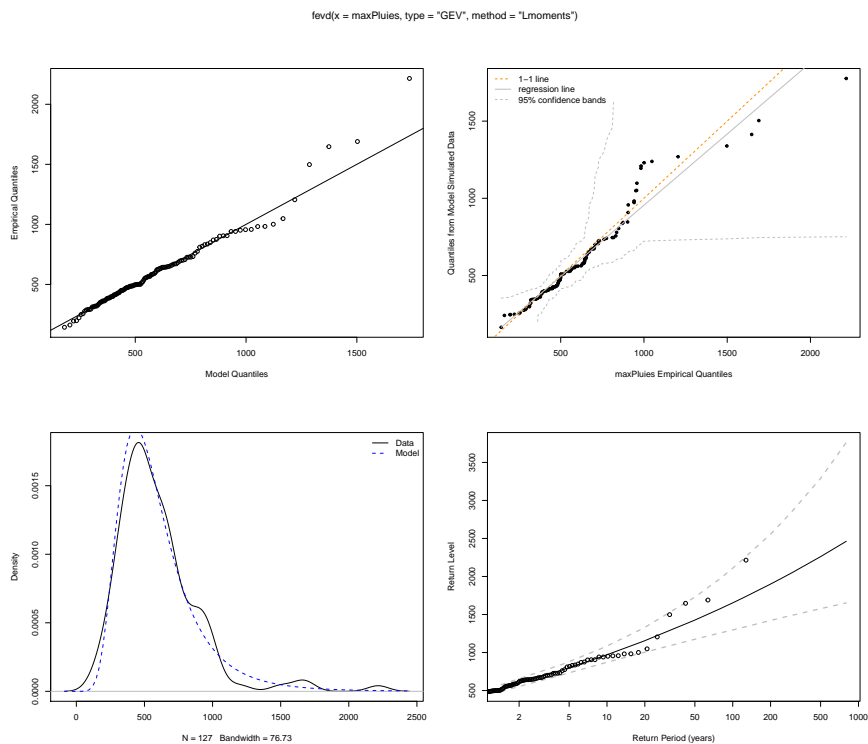 fevd(x = maxPluies, type = "GEV", method = "Lmoments")
Empirical Quantiles
500 1000 1500 2000
500 1000 1500
Model Quantiles
1−1 line
regression line
95% confidence bands
Quantiles from Model Simulated Data
500 1000 1500
500 1000 1500 2000
maxPluies Empirical Quantiles
Data
Model
Density
0.0000 0.0005 0.0010 0.0015
0 500 1000 1500 2000 2500
N = 127 Bandwidth = 76.73
Return Level
500 1000 1500 2000 2500 3000 3500
2 5 10 20 50 100 200 500 1000
Return Period (years)